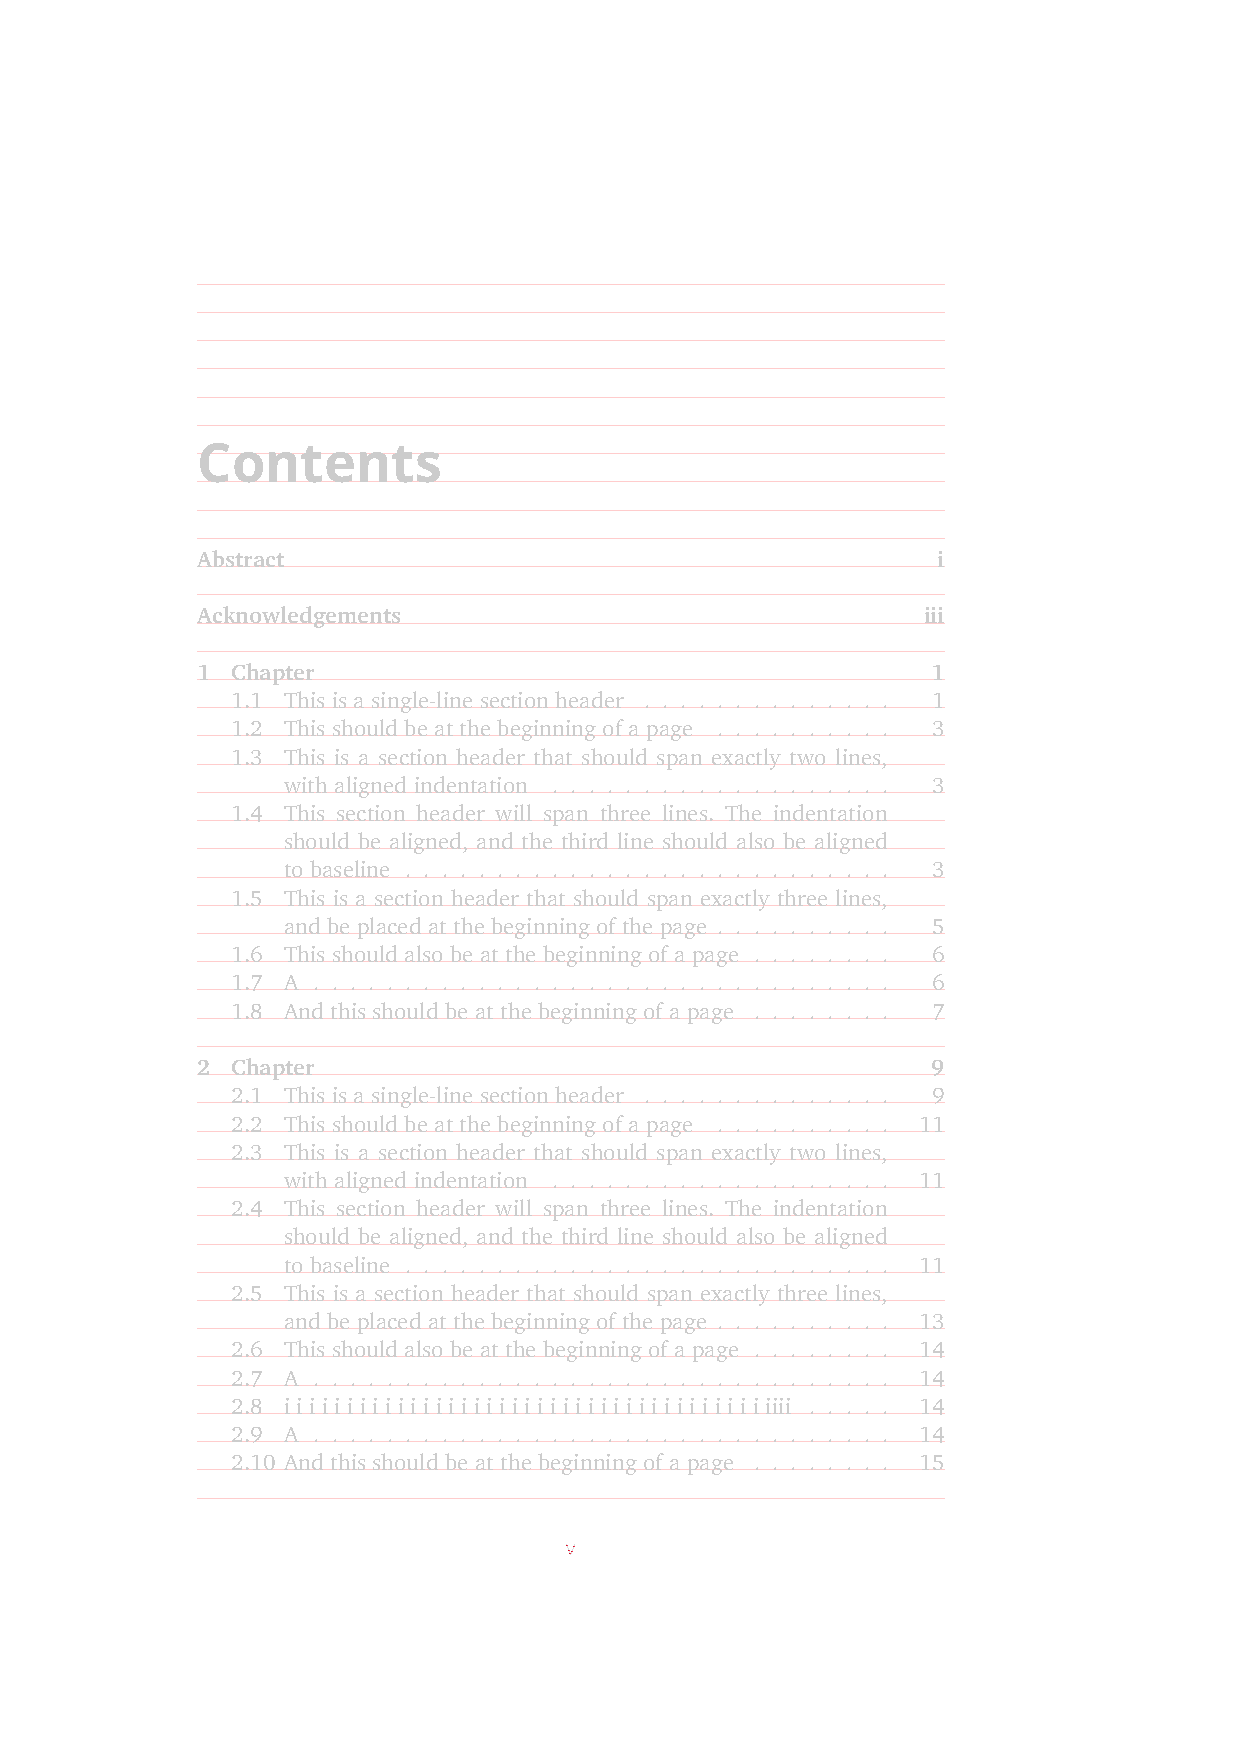 Contents
Abstract i
Acknowledgements iii
1 Chapter 1
1.1 This is a single-line section header . . . . . . . . . . . . . . 1
1.2 This should be at the beginning of a page . . . . . . . . . . 3
1.3 This is a section header that should span exactly two lines,
with aligned indentation . . . . . . . . . . . . . . . . . . . 3
1.4 This section header will span three lines. The indentation
should be aligned, and the third line should also be aligned
to baseline . . . . . . . . . . . . . . . . . . . . . . . . . . . 3
1.5 This is a section header that should span exactly three lines,
and be placed at the beginning of the page . . . . . . . . . . 5
1.6 This should also be at the beginning of a page . . . . . . . . 6
1.7 A . . . . . . . . . . . . . . . . . . . . . . . . . . . . . . . . 6
1.8 And this should be at the beginning of a page . . . . . . . . 7
2 Chapter 9
2.1 This is a single-line section header . . . . . . . . . . . . . . 9
2.2 This should be at the beginning of a page . . . . . . . . . . 11
2.3 This is a section header that should span exactly two lines,
with aligned indentation . . . . . . . . . . . . . . . . . . . 11
2.4 This section header will span three lines. The indentation
should be aligned, and the third line should also be aligned
to baseline . . . . . . . . . . . . . . . . . . . . . . . . . . . 11
2.5 This is a section header that should span exactly three lines,
and be placed at the beginning of the page . . . . . . . . . . 13
2.6 This should also be at the beginning of a page . . . . . . . . 14
2.7 A . . . . . . . . . . . . . . . . . . . . . . . . . . . . . . . . 14
2.8 i i i i i i i i i i i i i i i i i i i i i i i i i i i i i i i i i i i i i i iiii . . . . . 14
2.9 A . . . . . . . . . . . . . . . . . . . . . . . . . . . . . . . . 14
2.10 And this should be at the beginning of a page . . . . . . . . 15
v